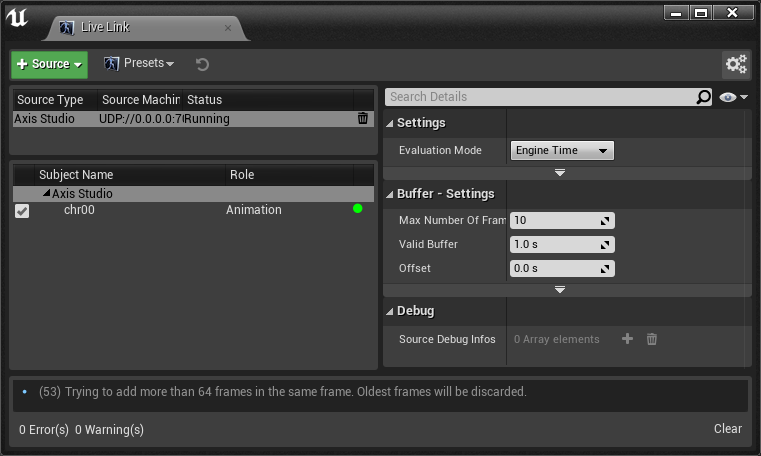 Live Link
Source
Presets
Source Type Source Machin Status
Axis Studio UDP://0.0.0.0:7 Running
Subject Name Role
Axis Studio
chr00 Animation
Search Details
Settings
Evaluation Mode Engine Time
Buffer - Settings
Max Number Of Fram 10
Valid Buffer 1.0 s
Offset 0.0 s
Debug
Source Debug Infos 0 Array elements
(53) Trying to add more than 64 frames in the same frame. Oldest frames will be discarded.
0 Error(s) 0 Warning(s) Clear